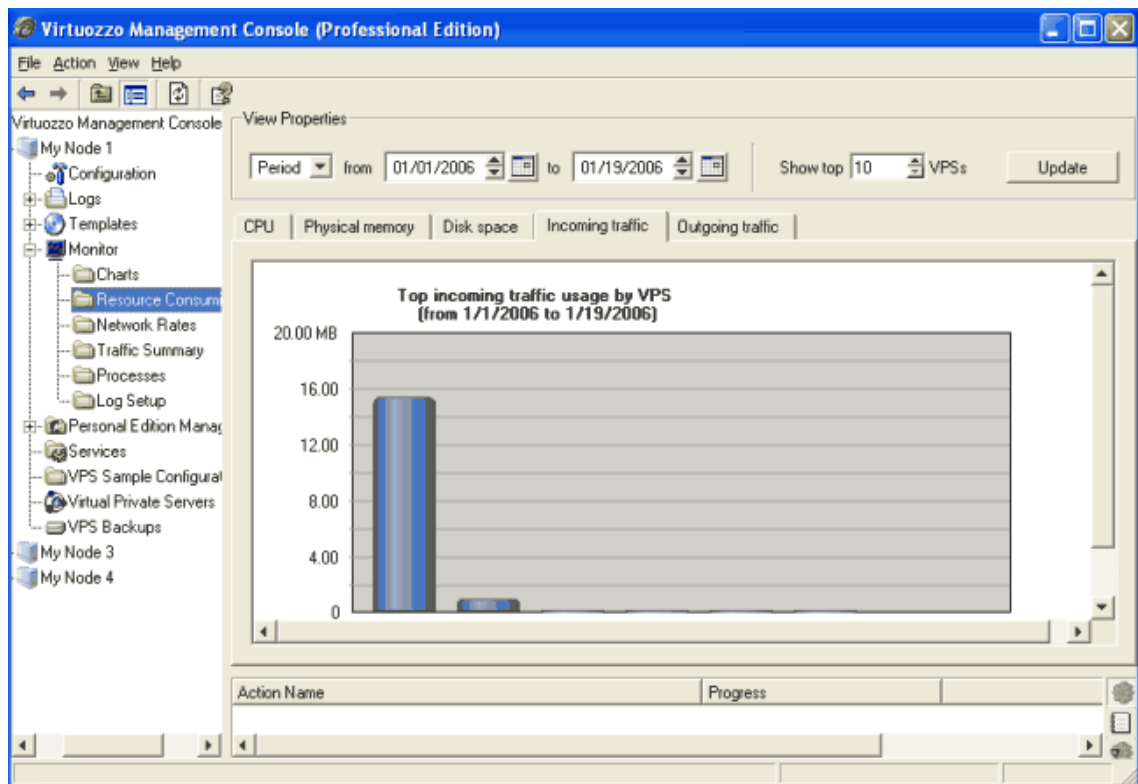 Virtuozzo Management Console (Professional Edition)
File Action View Help
Virtuozzo Management Console
My Node 1
Configuration
Logs
Templates
Monitor
Charts
Resource Consumi
Network Rates
Traffic Summary
Processes
Log Setup
Personal Edition Manag
Services
VPS Sample Configurat
Virtual Private Servers
VPS Backups
My Node 3
My Node 4
View Properties
Period from 01/01/2006 to 01/19/2006 Show top 10 VPSs Update
CPU Physical memory Disk space Incoming traffic Outgoing traffic
Top incoming traffic usage by VPS
(from 1/1/2006 to 1/19/2006)
20.00 MB
16.00
12.00
8.00
4.00
0
Action Name Progress